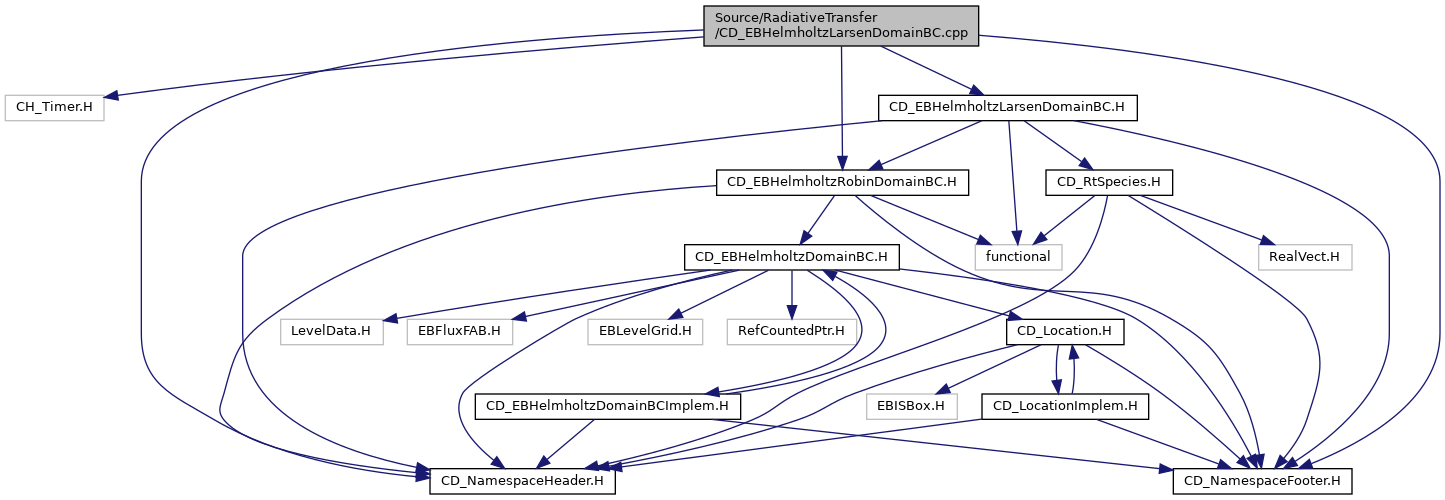 Source/RadiativeTransfer
/CD_EBHelmholtzLarsenDomainBC.cpp
CH_Timer.H
CD_EBHelmholtzLarsenDomainBC.H
CD_EBHelmholtzRobinDomainBC.H
CD_RtSpecies.H
CD_EBHelmholtzDomainBC.H
functional
RealVect.H
LevelData.H
EBFluxFAB.H
EBLevelGrid.H
RefCountedPtr.H
CD_Location.H
CD_EBHelmholtzDomainBCImplem.H
EBISBox.H
CD_LocationImplem.H
CD_NamespaceHeader.H
CD_NamespaceFooter.H